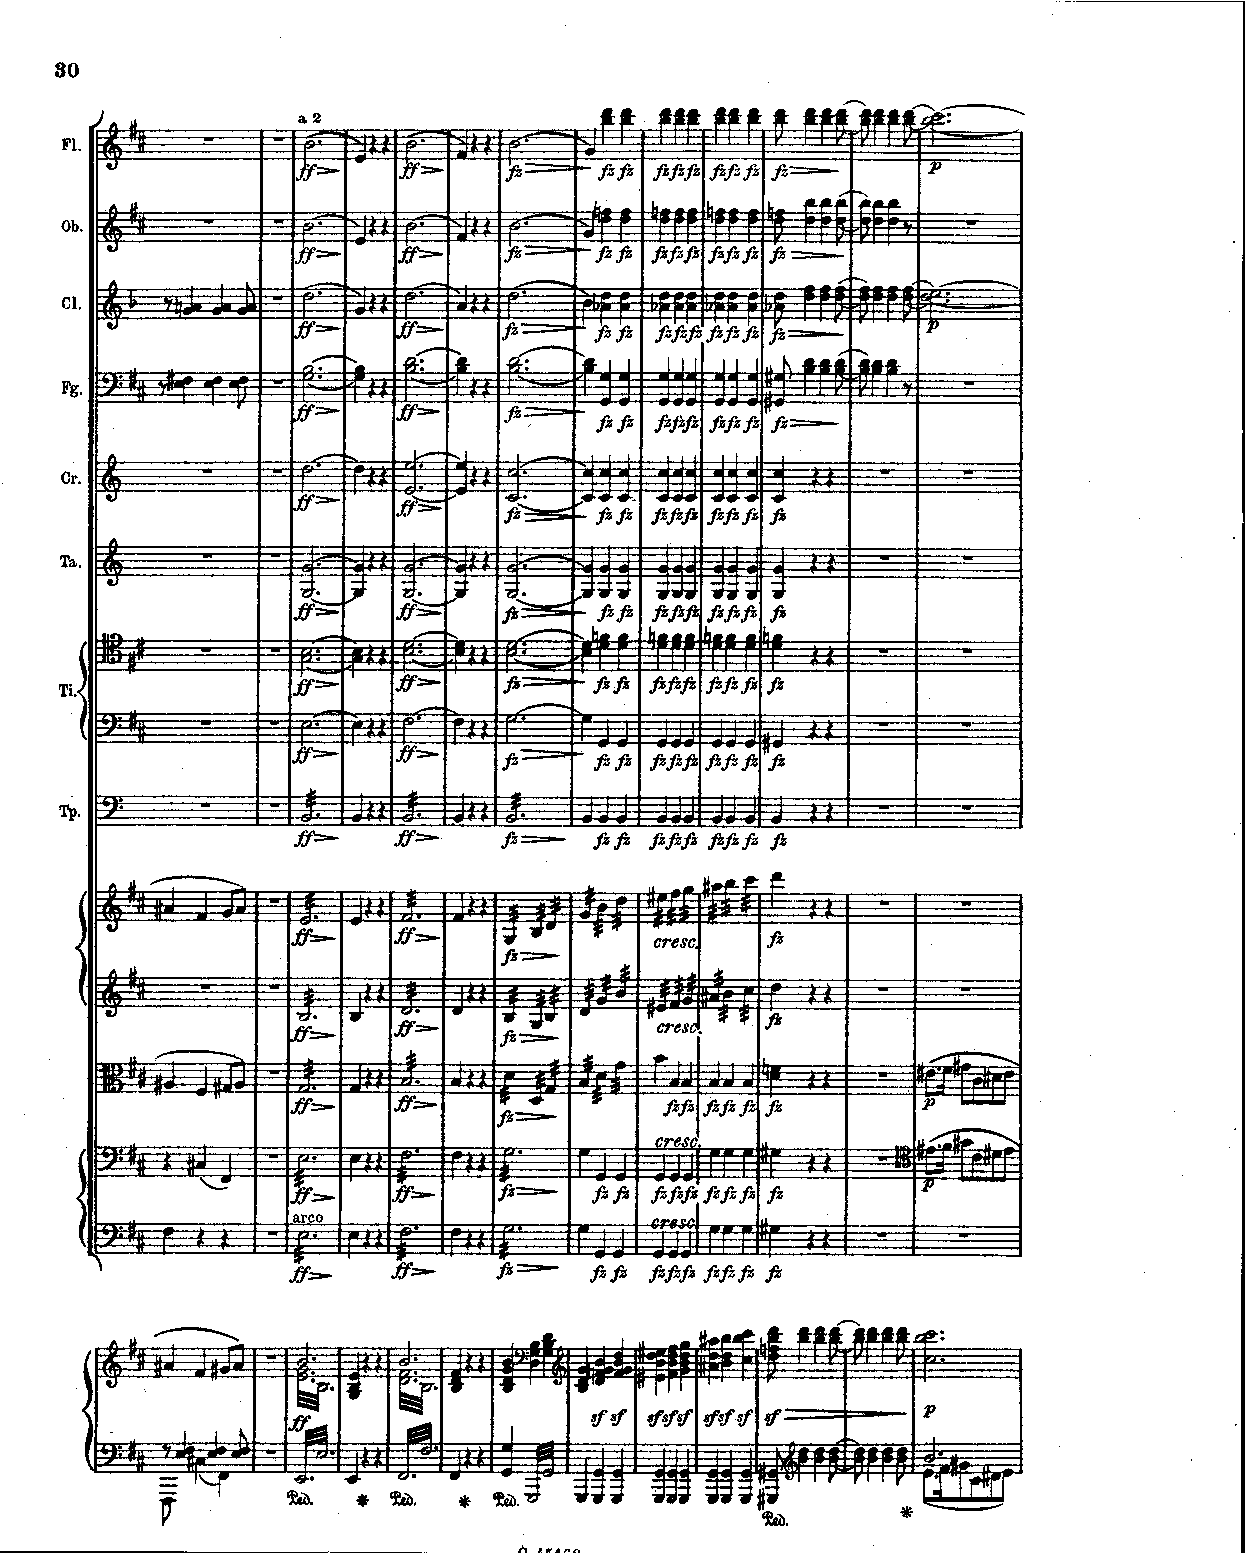 30
a 2
Fl.
ff ff fz fz fz fz fz fz fz fz fz fz p
Ob.
ff ff fz fz fz fz fz fz fz fz fz fz
Cl.
ff ff fz fz fz fz fz fz fz fz fz fz p
Fg.
ff ff fz fz fz fz fz fz fz fz fz fz
Cr.
ff ff fz fz fz fz fz fz fz fz fz fz
Ta.
ff ff fz fz fz fz fz fz fz fz fz fz
ff ff fz fz fz fz fz fz fz fz fz fz
Ti.
ff ff fz fz fz fz fz fz fz fz fz fz
Tp.
ff ff fz fz fz fz fz fz fz fz fz fz
ff ff fz cresc. fz
ff ff fz cresc. fz
ff ff fz fz fz fz fz fz fz p
cresc.
ff ff fz fz fz fz fz fz fz fz fz fz p
arco cresc.
ff ff fz fz fz fz fz fz fz fz fz fz
ff sf sf sf sf sf sf sf sf sf p
Ped. * Ped. * Ped. Ped. *